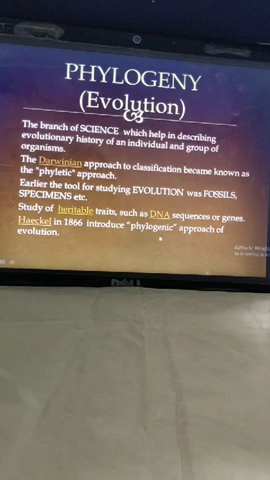 PHYLOGENY
(Evolution)
The branch of SCIENCE which help in describing
evolutionary history of an individual and group of
organisms.
The Darwinian approach to classification became known as
the "phyletic" approach.
Earlier the tool for studying EVOLUTION was FOSSILS,
SPECIMENS etc.
Study of heritable traits, such as DNA sequences or genes.
Haeckel in 1866 introduce "phylogenic" approach of
evolution.
DELL